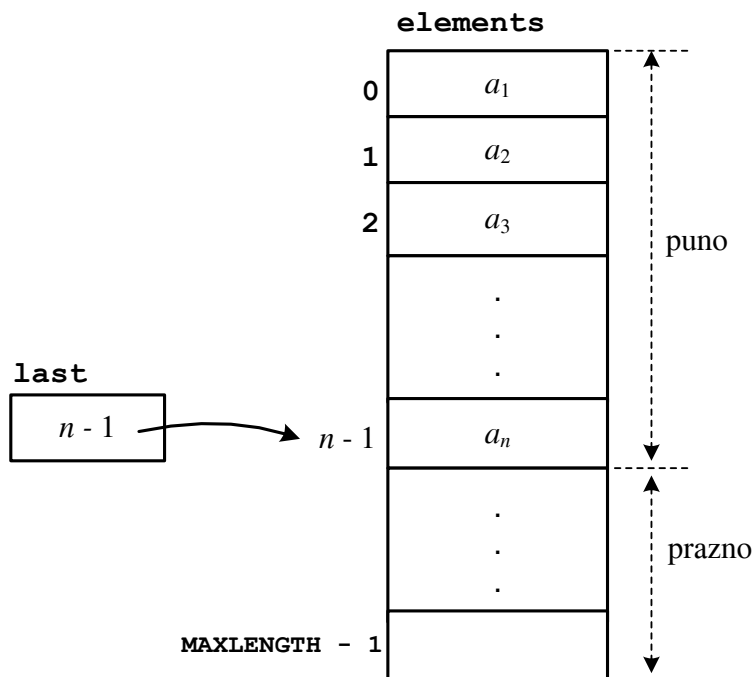 elements
0 a1
1 a2
2 a3
.
.
.
puno
last
n - 1
n - 1 an
.
.
.
prazno
MAXLENGTH - 1